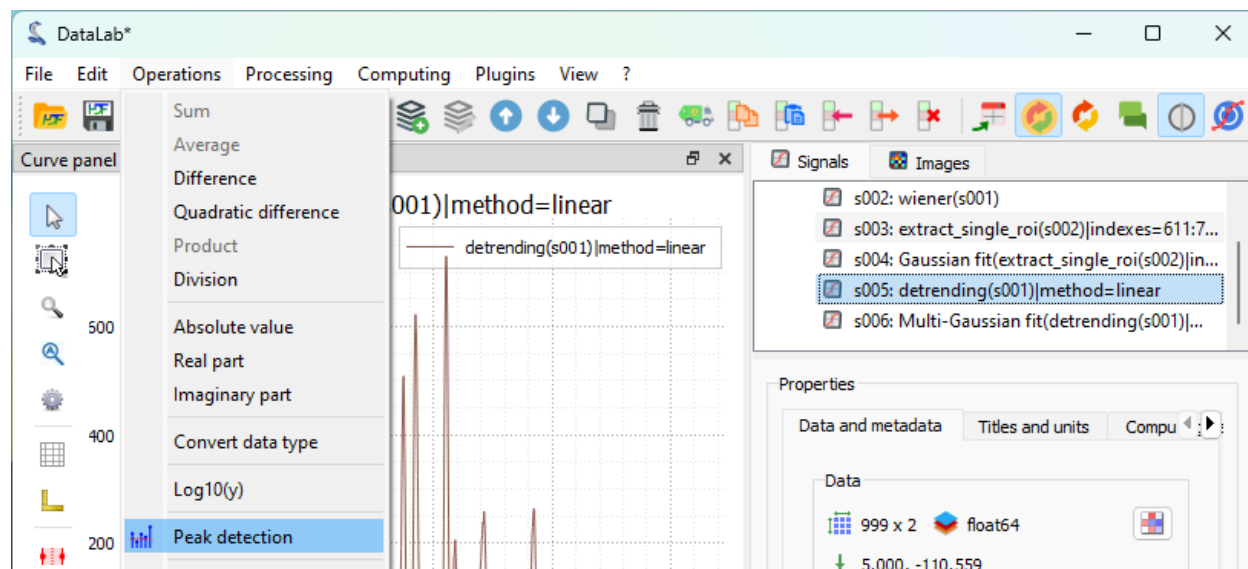 DataLab*
File Edit Operations Processing Computing Plugins View ?
Curve panel
Sum
Average
Difference
Quadratic difference
Product
Division
Absolute value
Real part
Imaginary part
Convert data type
Log10(y)
Peak detection
001)|method=linear
detrending(s001)|method=linear
500
400
200
Signals Images
s002: wiener(s001)
s003: extract_single_roi(s002)|indexes=611:7...
s004: Gaussian fit(extract_single_roi(s002)|in...
s005: detrending(s001)|method=linear
s006: Multi-Gaussian fit(detrending(s001)|...
Properties
Data and metadata Titles and units Compu
Data
999 x 2 float64
5.000, -110.559